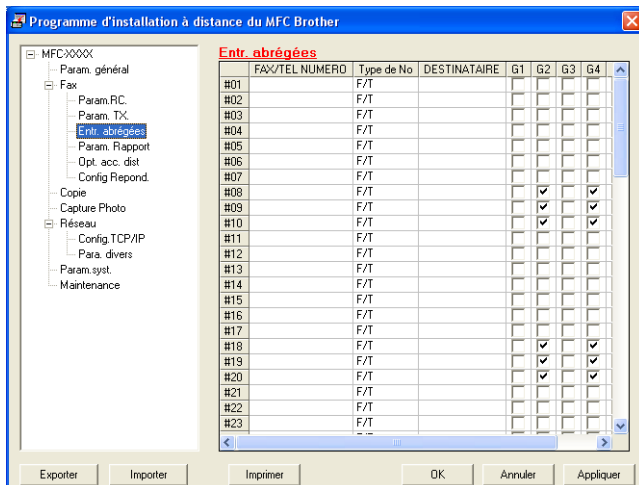 Programme d'installation à distance du MFC Brother
MFC-XXXX
Param. général
Fax
Param.RC.
Param. TX.
Entr. abrégées
Param. Rapport
Opt. acc. dist
Config Repond.
Copie
Capture Photo
Réseau
Config.TCP/IP
Para. divers
Param.syst.
Maintenance
Entr. abrégées
FAX/TEL NUMERO Type de No DESTINATAIRE G1 G2 G3 G4
#01 F/T
#02 F/T
#03 F/T
#04 F/T
#05 F/T
#06 F/T
#07 F/T
#08 F/T
#09 F/T
#10 F/T
#11 F/T
#12 F/T
#13 F/T
#14 F/T
#15 F/T
#16 F/T
#17 F/T
#18 F/T
#19 F/T
#20 F/T
#21 F/T
#22 F/T
#23 F/T
Exporter Importer Imprimer OK Annuler Appliquer